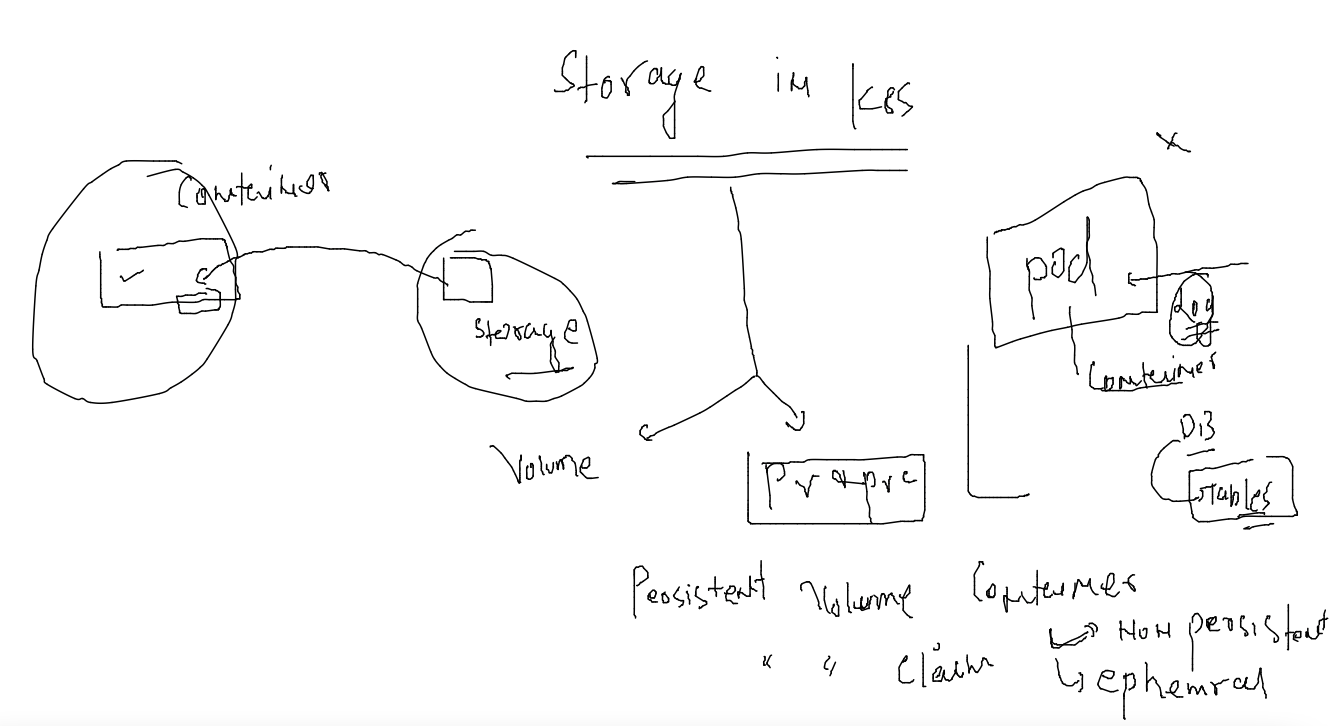 Storage in K8S
x
Container
pod
Storage
Container
DB
Volume
PV & PVC
Tables
Persistent Volume
Container
Non persistent
" " Claim
ephemral